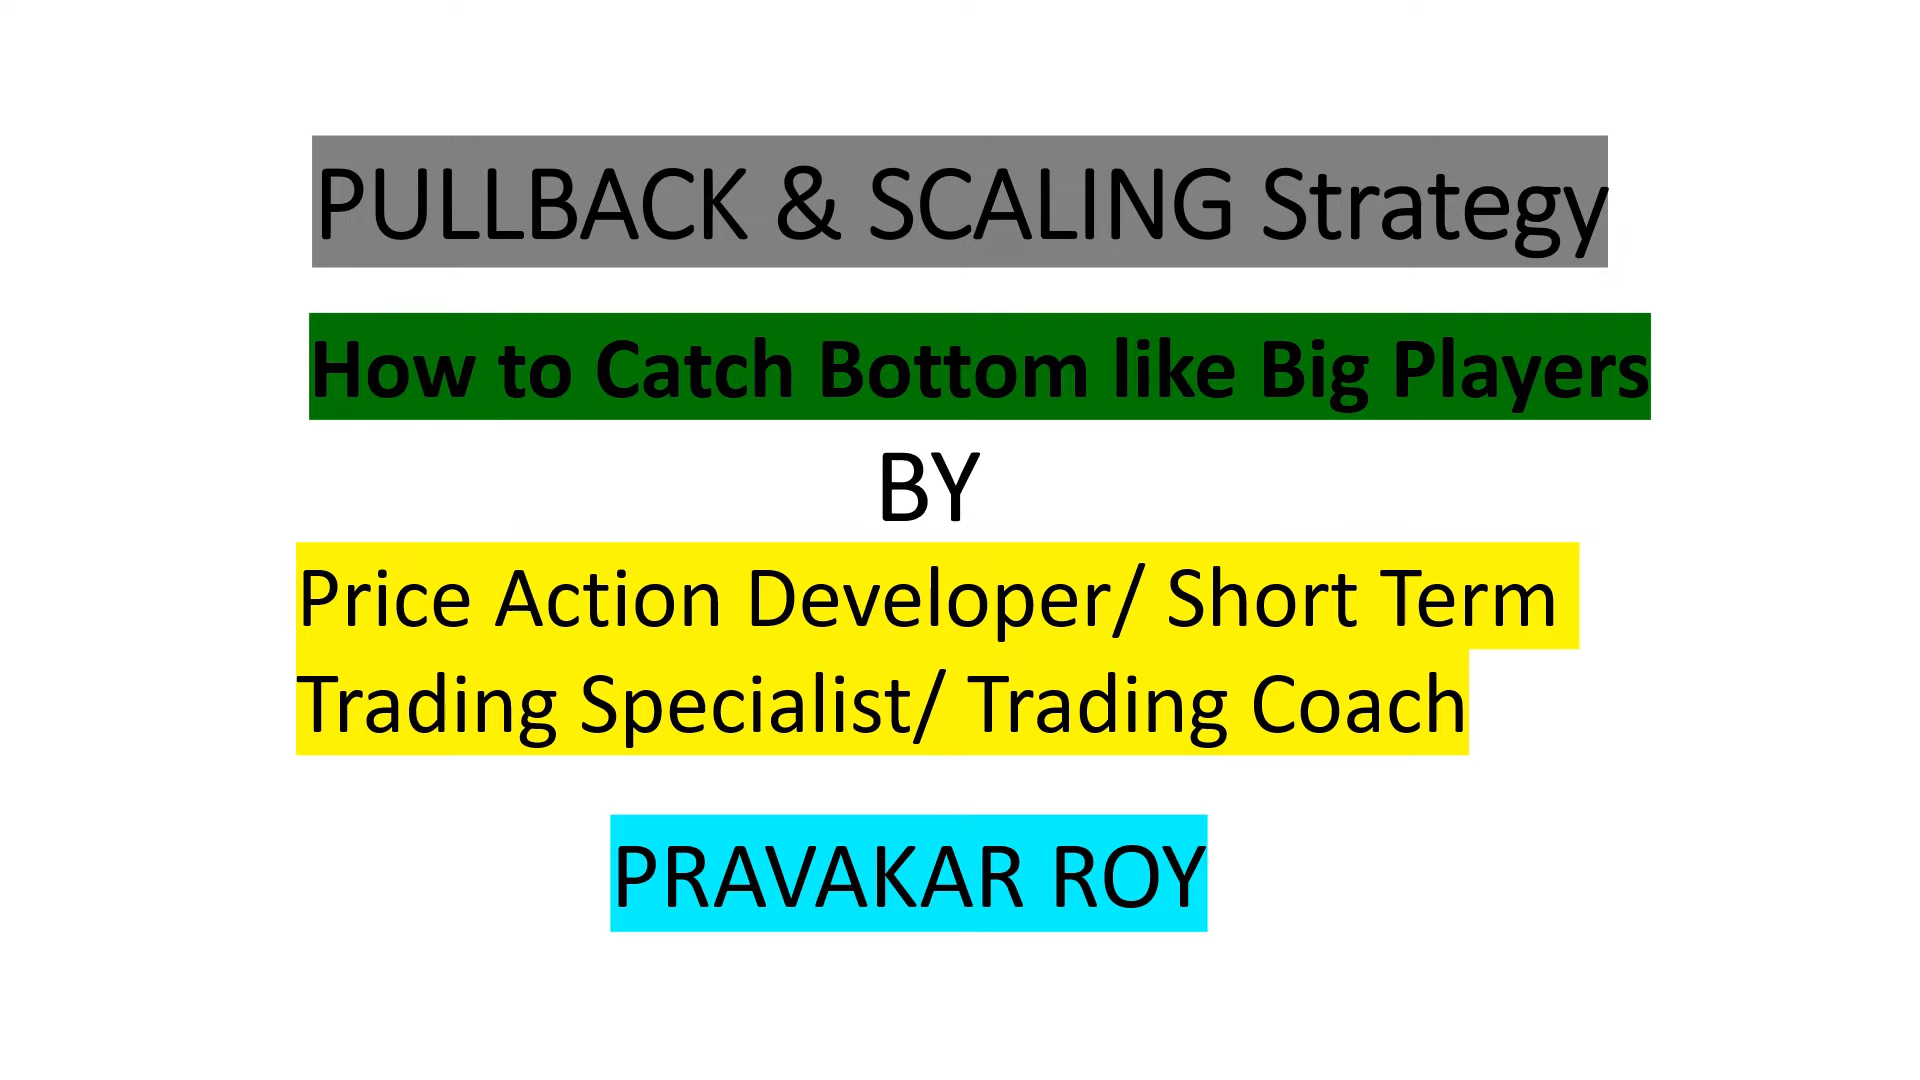 PULLBACK & SCALING Strategy
How to Catch Bottom like Big Players
BY
Price Action Developer/ Short Term
Trading Specialist/ Trading Coach
PRAVAKAR ROY